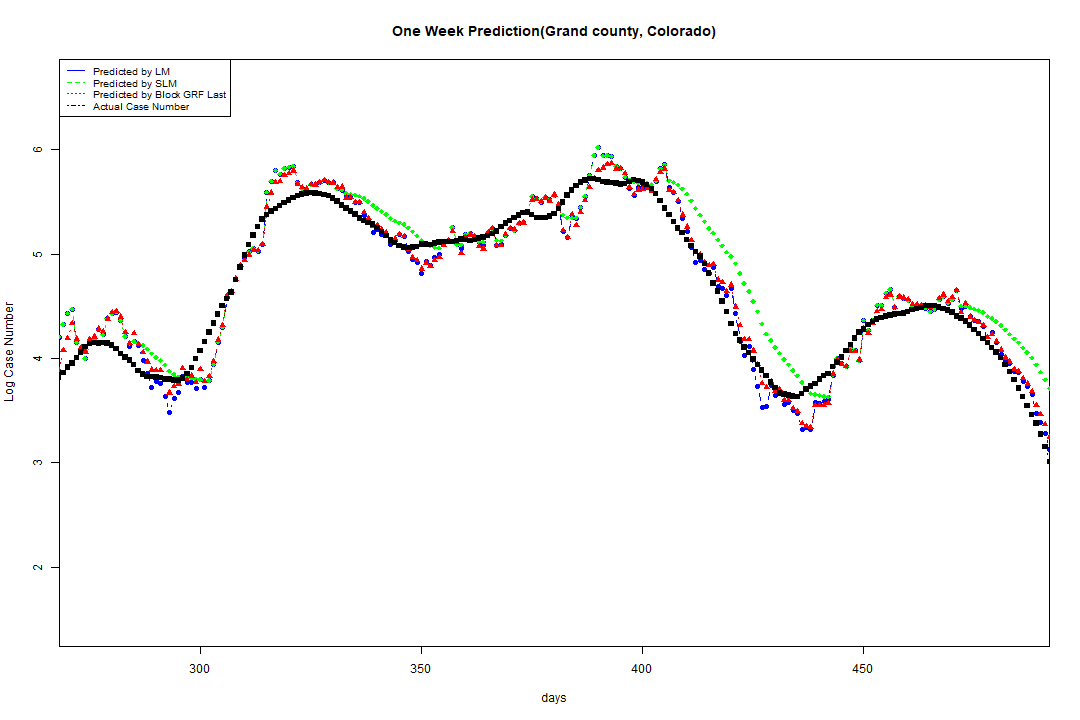 One Week Prediction(Grand county, Colorado)
Predicted by LM
Predicted by SLM
Predicted by Block GRF Last
Actual Case Number
6
5
4
3
2
Log Case Number
300 350 400 450
days